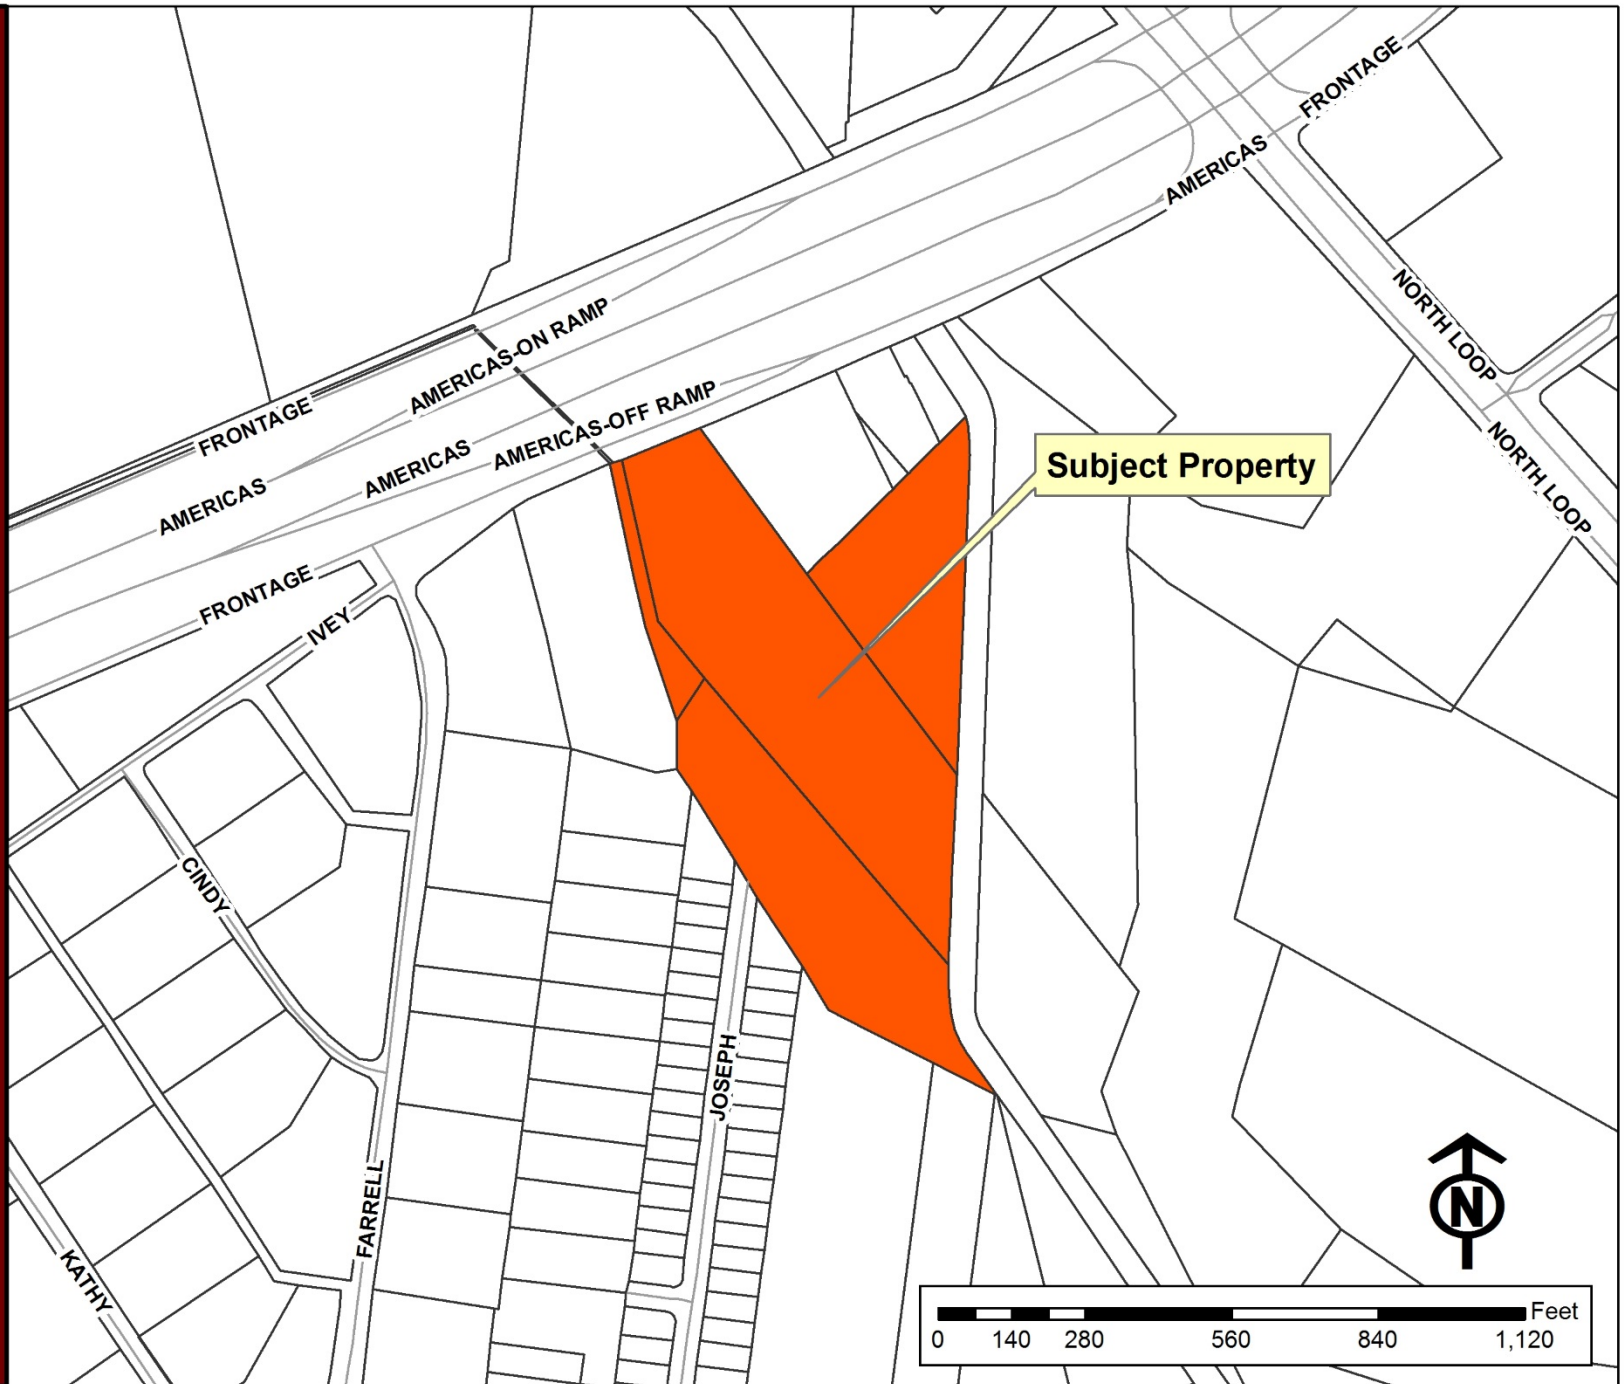 FRONTAGE
AMERICAS
NORTH LOOP
AMERICAS-ON RAMP
FRONTAGE
AMERICAS-OFF RAMP
AMERICAS
AMERICAS
NORTH LOOP
Subject Property
FRONTAGE
IVEY
CINDY
JOSEPH
FARRELL
KATHY
N
Feet
0 140 280 560 840 1,120